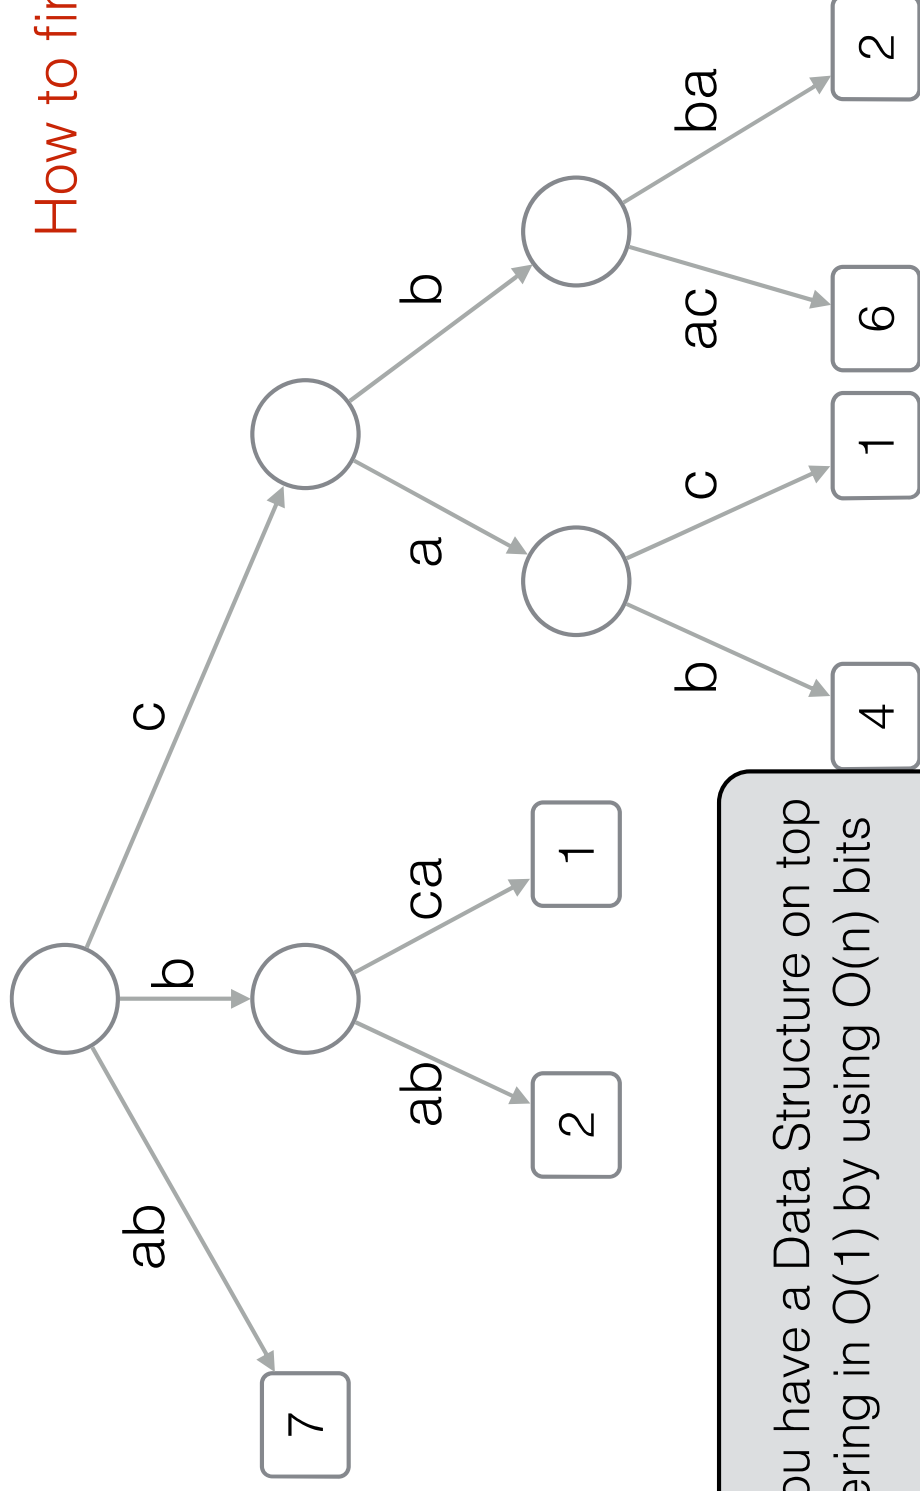 How to fin
ab b c
7
ab ca a b
2 1
b c ac ba
4 1 6 2
ou have a Data Structure on top
ering in O(1) by using O(n) bits